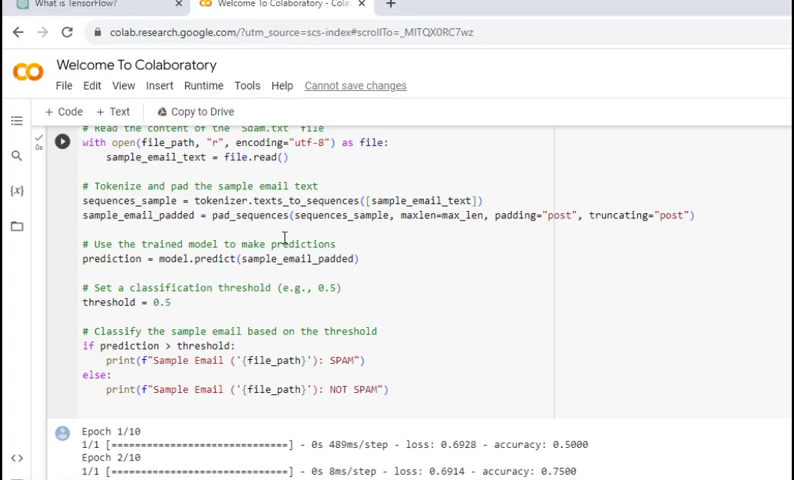 What is TensorFlow?
Welcome To Colaboratory - Cola
colab.research.google.com/?utm_source=scs-index#scrollTo=_MITQX0RC7wz
Welcome To Colaboratory
File Edit View Insert Runtime Tools Help Cannot save changes
+ Code + Text Copy to Drive
# Read the content of the "Sdam.txt" file
with open(file_path, "r", encoding="utf-8") as file:
sample_email_text = file.read()
# Tokenize and pad the sample email text
sequences_sample = tokenizer.texts_to_sequences([sample_email_text])
sample_email_padded = pad_sequences(sequences_sample, maxlen=max_len, padding="post", truncating="post")
# Use the trained model to make predictions
prediction = model.predict(sample_email_padded)
# Set a classification threshold (e.g., 0.5)
threshold = 0.5
# Classify the sample email based on the threshold
if prediction > threshold:
print(f"Sample Email ('{file_path}'): SPAM")
else:
print(f"Sample Email ('{file_path}'): NOT SPAM")
0s
{x}
<>
Epoch 1/10
1/1 [==============================] - 0s 489ms/step - loss: 0.6928 - accuracy: 0.5000
Epoch 2/10
1/1 [==============================] - 0s 8ms/step - loss: 0.6914 - accuracy: 0.7500